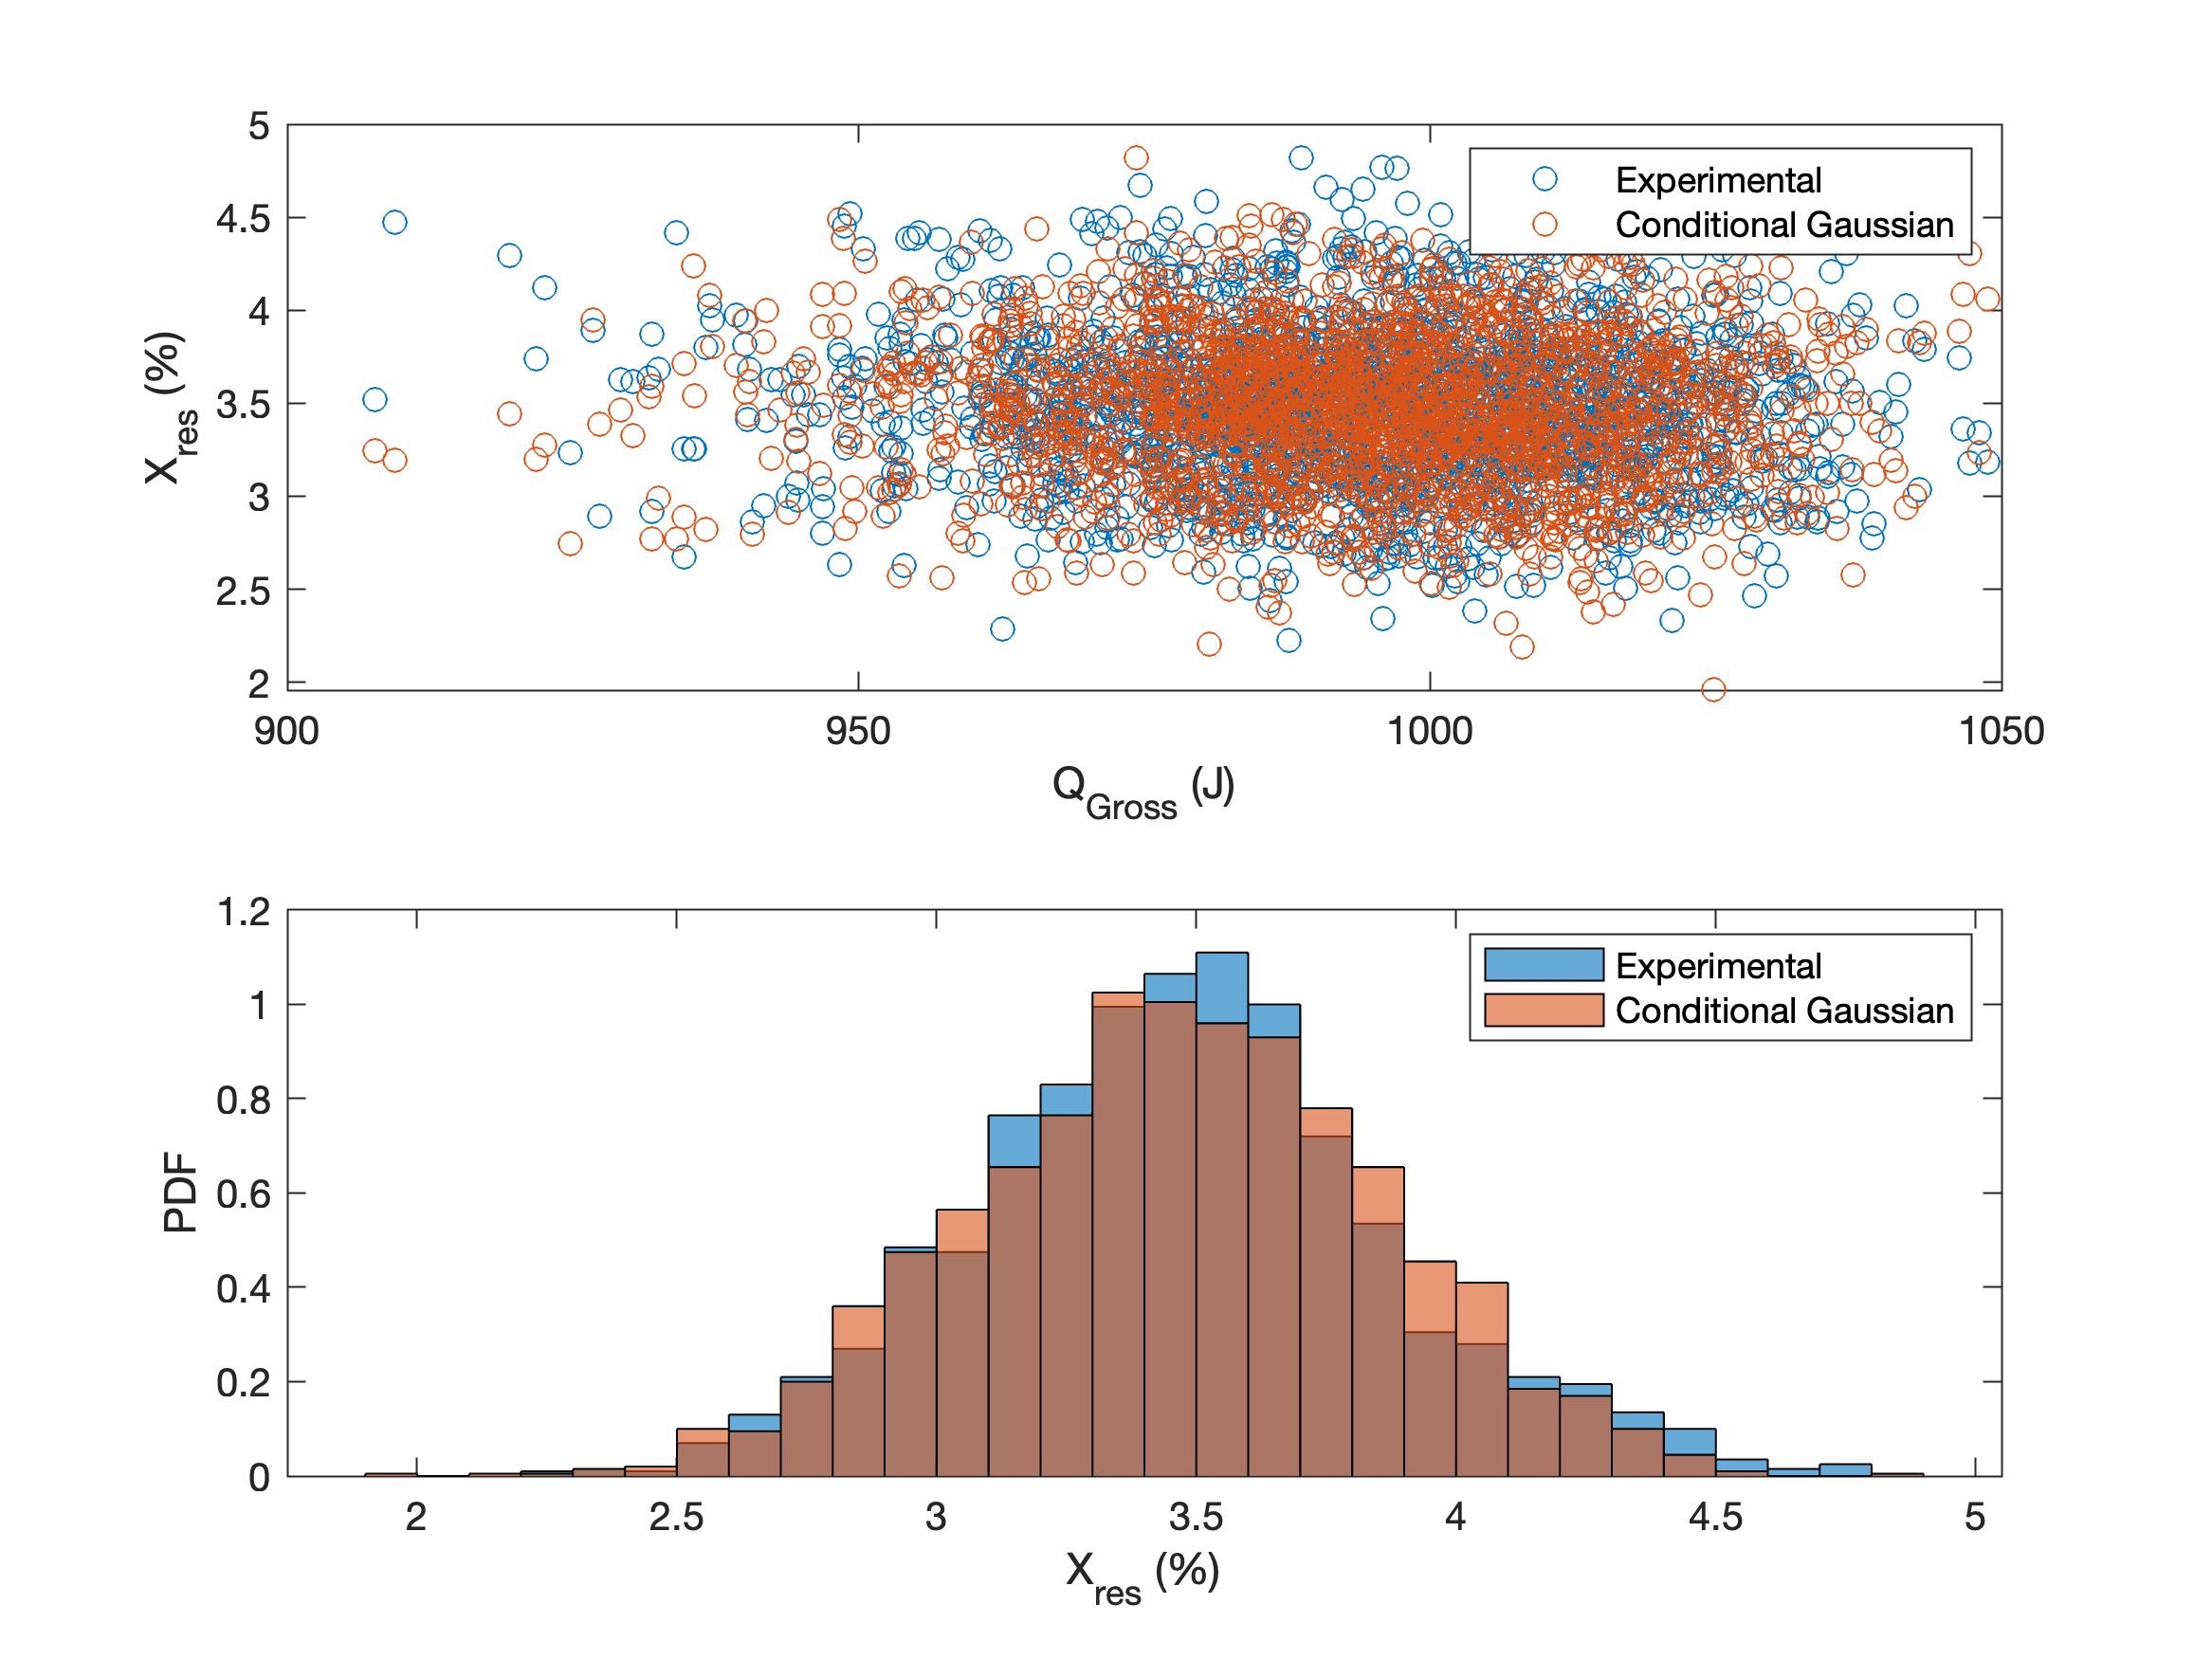 5
4.5
4
3.5
3
2.5
2
X_res (%)
Experimental
Conditional Gaussian
900 950 1000 1050
Q_Gross (J)
1.2
1
0.8
0.6
0.4
0.2
0
PDF
Experimental
Conditional Gaussian
2 2.5 3 3.5 4 4.5 5
X_res (%)